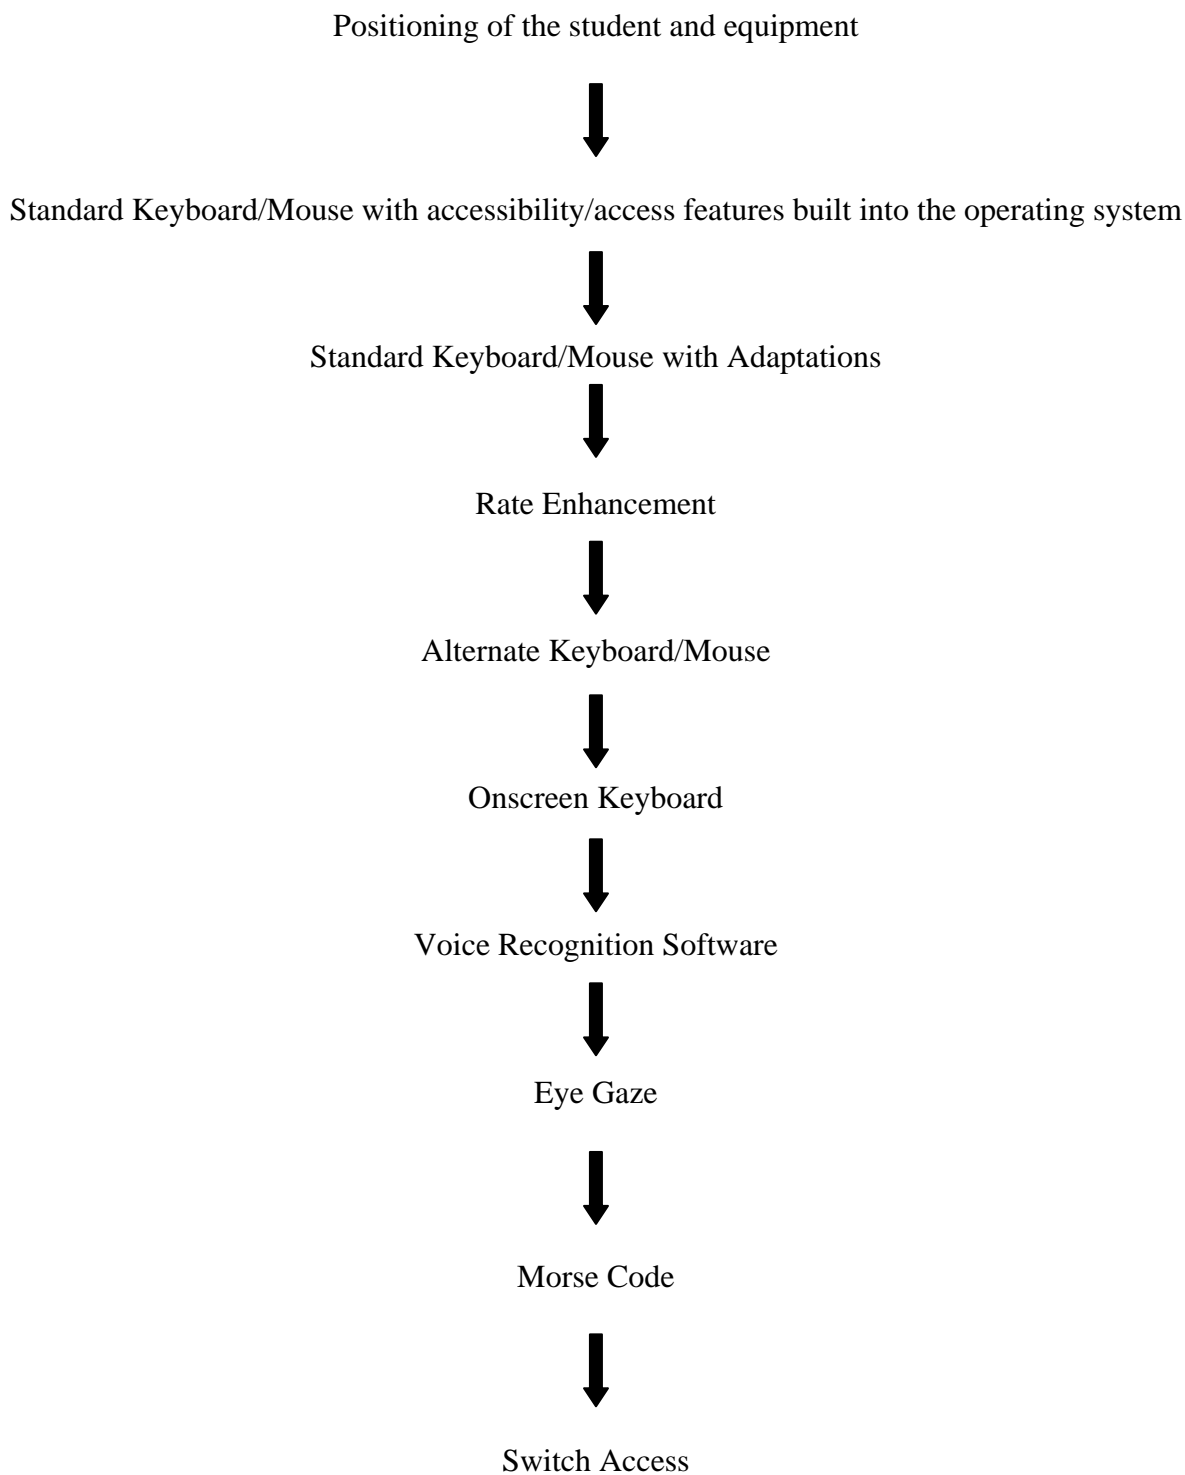 Positioning of the student and equipment
Standard Keyboard/Mouse with accessibility/access features built into the operating system
Standard Keyboard/Mouse with Adaptations
Rate Enhancement
Alternate Keyboard/Mouse
Onscreen Keyboard
Voice Recognition Software
Eye Gaze
Morse Code
Switch Access